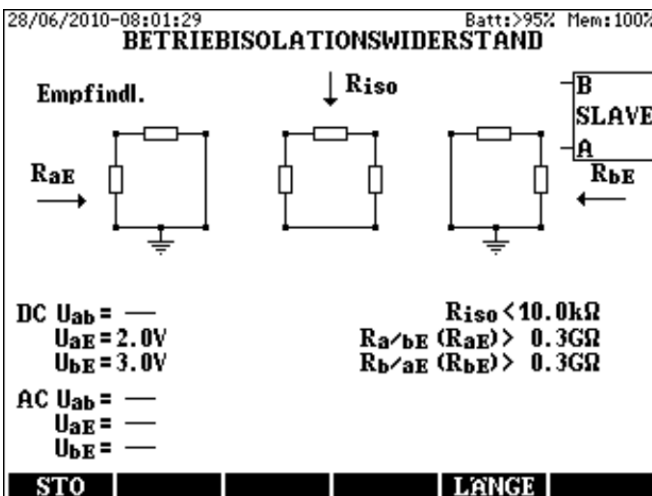 28/06/2010-08:01:29 Batt:>95% Mem:100%
BETRIEBISOLATIONSWIDERSTAND
Empfindl.
Riso
B
SLAVE
A
RaE
RbE
DC Uab = —
UaE = 2.0V
UbE = 3.0V
AC Uab = —
UaE = —
UbE = —
Riso < 10.0kΩ
Ra/bE (RaE) > 0.3GΩ
Rb/aE (RbE) > 0.3GΩ
STO LÄNGE